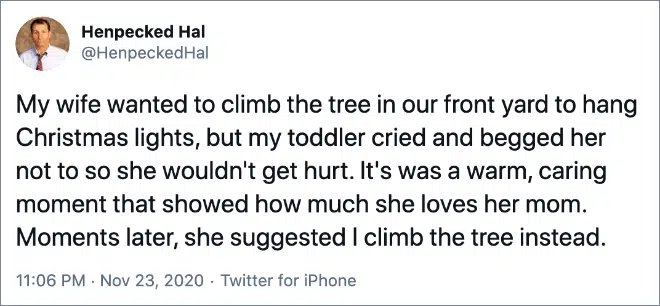 Henpecked Hal
@HenpeckedHal
My wife wanted to climb the tree in our front yard to hang
Christmas lights, but my toddler cried and begged her
not to so she wouldn't get hurt. It's was a warm, caring
moment that showed how much she loves her mom.
Moments later, she suggested I climb the tree instead.
11:06 PM · Nov 23, 2020 · Twitter for iPhone